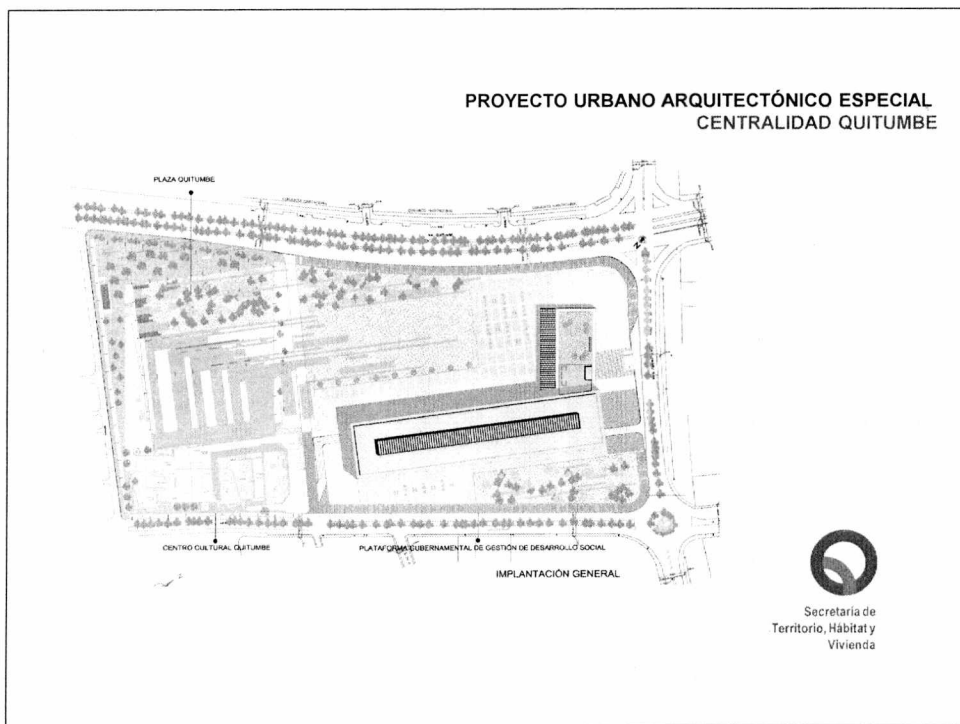 PROYECTO URBANO ARQUITECTÓNICO ESPECIAL
CENTRALIDAD QUITUMBE
PLAZA QUITUMBE
CENTRO CULTURAL QUITUMBE
PLATAFORMA GUBERNAMENTAL DE GESTIÓN DE DESARROLLO SOCIAL
IMPLANTACIÓN GENERAL
Secretaría de
Territorio, Hábitat y
Vivienda